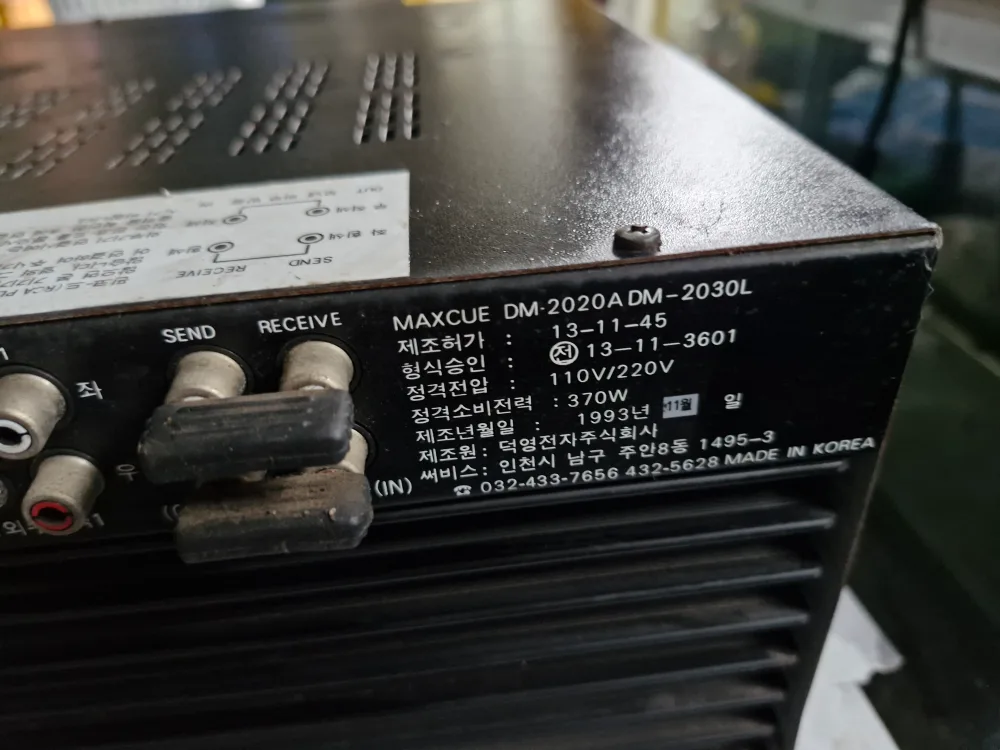 OUT
SEND
RECEIVE
SEND
RECEIVE
좌
우
(IN)
MAXCUE DM-2020A DM-2030L
제조허가 : 13-11-45
형식승인 : 전 13-11-3601
정격전압 : 110V/220V
정격소비전력 : 370W
제조년월일 : 1993년 11월 일
제조원 : 덕영전자주식회사
써비스 : 인천시 남구 주안8동 1495-3
☎ 032-433-7656 432-5628 MADE IN KOREA